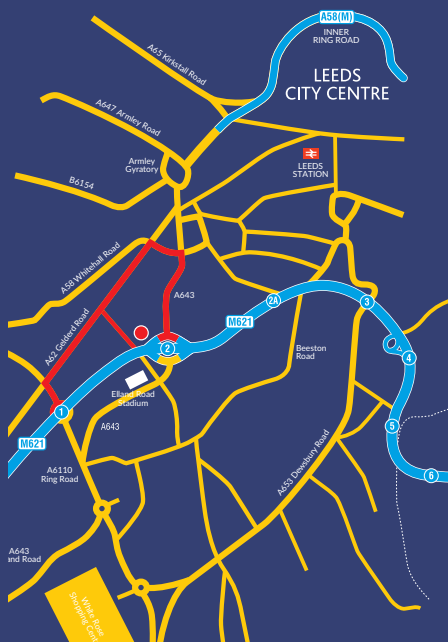 A58(M)
INNER
RING ROAD
LEEDS
CITY CENTRE
A65 Kirkstall Road
A647 Armley Road
Armley
Gyratory
LEEDS
STATION
B6154
A58 Whitehall Road
A643
A62 Gelderd Road
2A
3
M621
2
Beeston
Road
4
Elland Road
Stadium
1
A643
5
M621
A6110
Ring Road
A653 Dewsbury Road
6
A643
and Road
White Rose
Shopping Cent